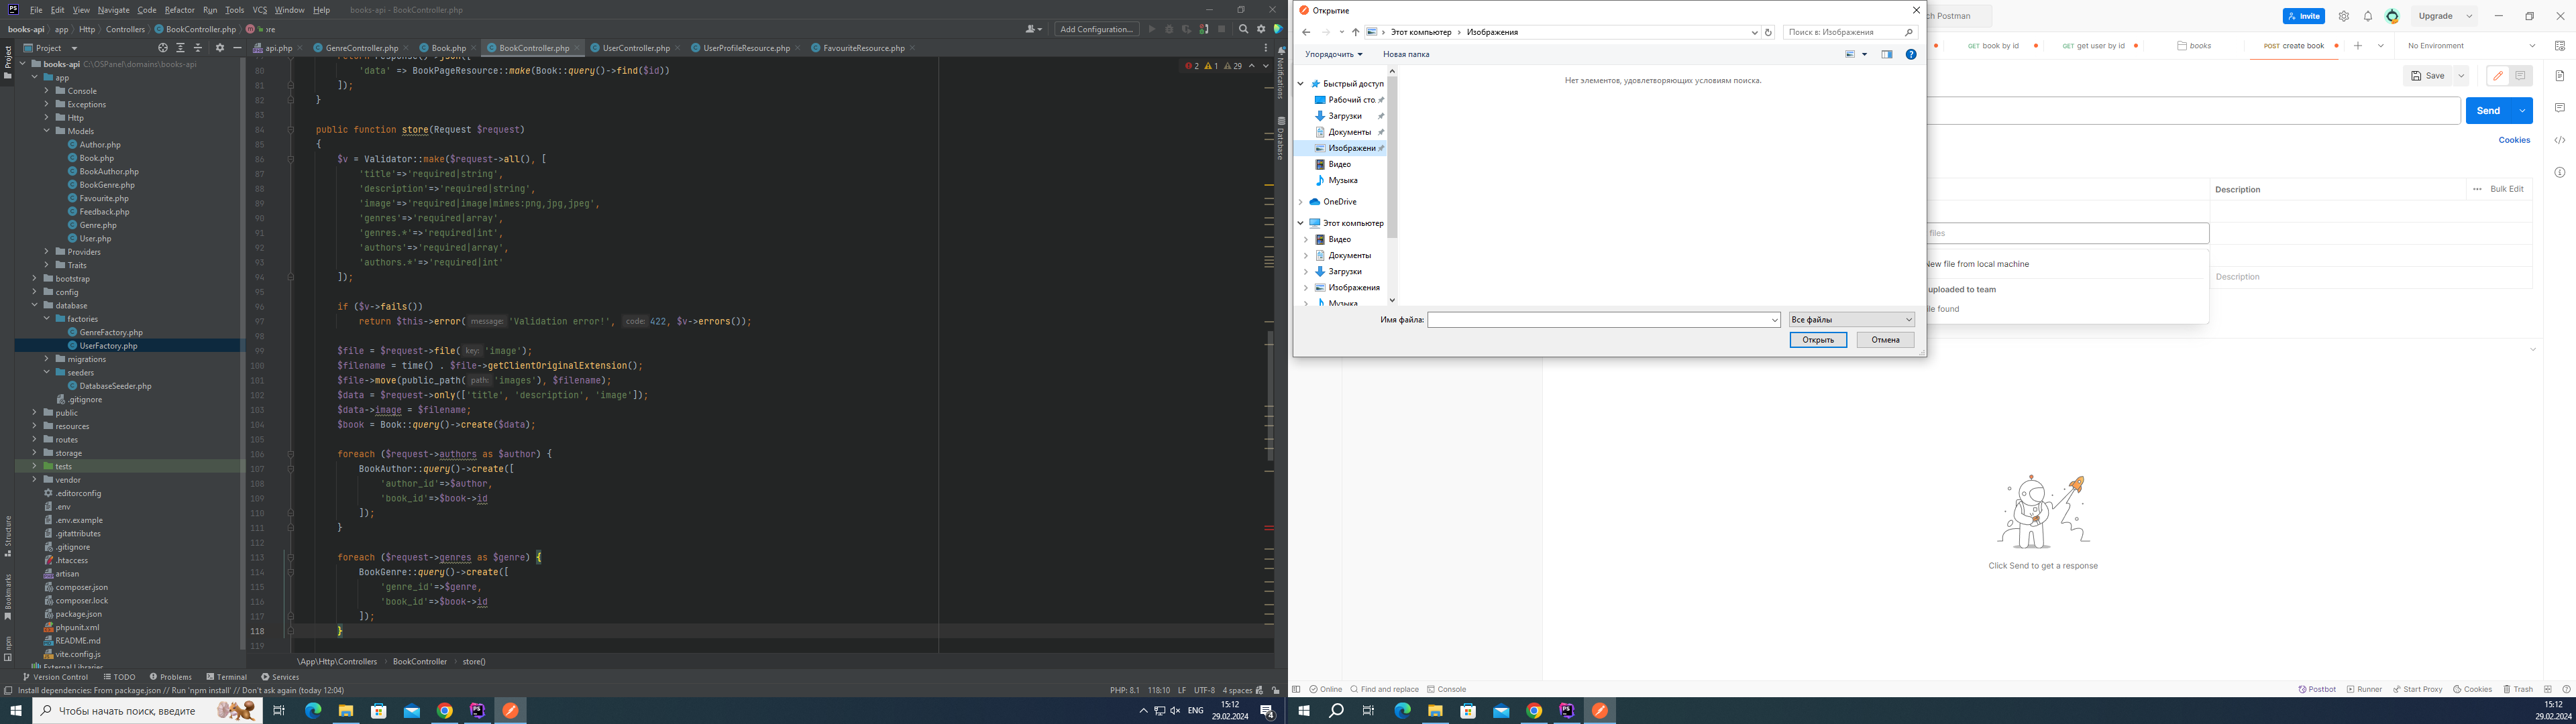 File Edit View Navigate Code Refactor Run Tools VCS Window Help books-api - BookController.php
books-api app Http Controllers BookController.php
Add Configuration...
Project
api.php GenreController.php Book.php BookController.php UserController.php UserProfileResource.php FavouriteResource.php
books-api C:\OSPanel\domains\books-api
app
Console
Exceptions
Http
Models
Author.php
Book.php
BookAuthor.php
BookGenre.php
Favourite.php
Feedback.php
Genre.php
User.php
Providers
Traits
bootstrap
config
database
factories
GenreFactory.php
UserFactory.php
migrations
seeders
DatabaseSeeder.php
.gitignore
public
resources
routes
storage
tests
vendor
.editorconfig
.env
.env.example
.gitattributes
.gitignore
.htaccess
artisan
composer.json
composer.lock
package.json
phpunit.xml
README.md
vite.config.js
External Libraries
Project
Structure
Bookmarks
npm
Notifications
Database
2 1 29
80 'data' => BookPageResource::make(Book::query()->find($id))
81 ]);
82 }
83
84 public function store(Request $request)
85 {
86 $v = Validator::make($request->all(), [
87 'title'=>'required|string',
88 'description'=>'required|string',
89 'image'=>'required|image|mimes:png,jpg,jpeg',
90 'genres'=>'required|array',
91 'genres.*'=>'required|int',
92 'authors'=>'required|array',
93 'authors.*'=>'required|int'
94 ]);
95
96 if ($v->fails())
97 return $this->error( message: 'Validation error!', code: 422, $v->errors());
98
99 $file = $request->file( key: 'image');
100 $filename = time() . $file->getClientOriginalExtension();
101 $file->move(public_path( path: 'images'), $filename);
102 $data = $request->only(['title', 'description', 'image']);
103 $data->image = $filename;
104 $book = Book::query()->create($data);
105
106 foreach ($request->authors as $author) {
107 BookAuthor::query()->create([
108 'author_id'=>$author,
109 'book_id'=>$book->id
110 ]);
111 }
112
113 foreach ($request->genres as $genre) {
114 BookGenre::query()->create([
115 'genre_id'=>$genre,
116 'book_id'=>$book->id
117 ]);
118 }
119
\App\Http\Controllers BookController store()
Version Control TODO Problems Terminal Services
Install dependencies: From package.json // Run 'npm install' // Don't ask again (today 12:04)
PHP: 8.1 118:10 LF UTF-8 4 spaces
Чтобы начать поиск, введите
ENG 15:12
29.02.2024
4
Открытие
Этот компьютер Изображения
Поиск в: Изображения
Упорядочить Новая папка
Быстрый доступ
Рабочий сто.
Загрузки
Документы
Изображени
Видео
Музыка
OneDrive
Этот компьютер
Видео
Документы
Загрузки
Изображения
Музыка
Нет элементов, удовлетворяющих условиям поиска.
Имя файла:
Все файлы
Открыть Отмена
ch Postman
Invite
Upgrade
GET book by id GET get user by id books POST create book No Environment
Save
Send
Cookies
Description
Bulk Edit
files
New file from local machine
uploaded to team
ile found
Description
Click Send to get a response
Online Find and replace Console
Postbot Runner Start Proxy Cookies Trash
15:12
29.02.2024